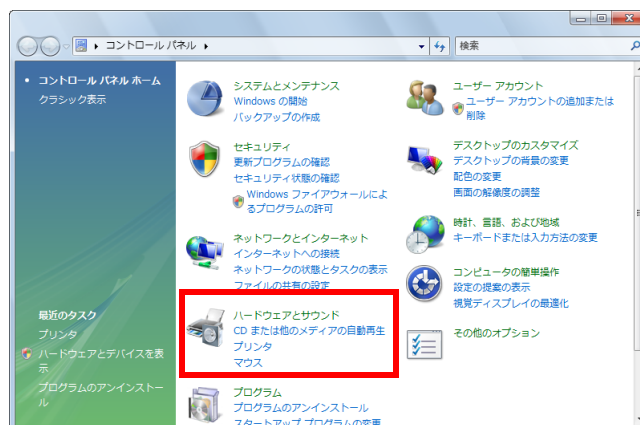 コントロール パネル
検索
コントロール パネル ホーム
クラシック表示
システムとメンテナンス
Windows の開始
バックアップの作成
セキュリティ
更新プログラムの確認
セキュリティ状態の確認
Windows ファイアウォールによ
るプログラムの許可
ネットワークとインターネット
インターネットへの接続
ネットワークの状態とタスクの表示
ファイルの共有の設定
ハードウェアとサウンド
CD または他のメディアの自動再生
プリンタ
マウス
プログラム
プログラムのアンインストール
スタートアップ プログラムの変更
ユーザー アカウント
ユーザー アカウントの追加または
削除
デスクトップのカスタマイズ
デスクトップの背景の変更
配色の変更
画面の解像度の調整
時計、言語、および地域
キーボードまたは入力方法の変更
コンピュータの簡単操作
設定の提案の表示
視覚ディスプレイの最適化
その他のオプション
最近のタスク
プリンタ
ハードウェアとデバイスを表
示
プログラムのアンインストー
ル